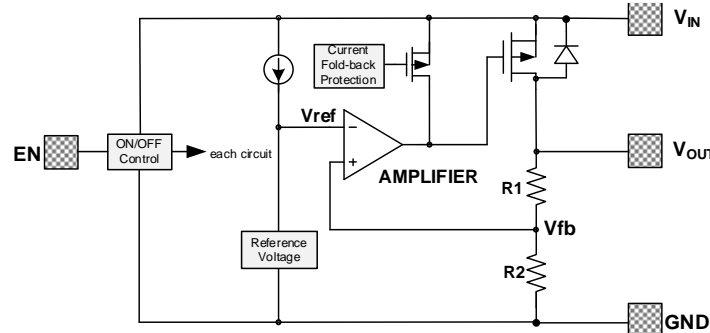 VIN
Current
Fold-back
Protection
Vref
−
+
AMPLIFIER
EN
ON/OFF
Control
each circuit
VOUT
R1
Vfb
Reference
Voltage
R2
GND